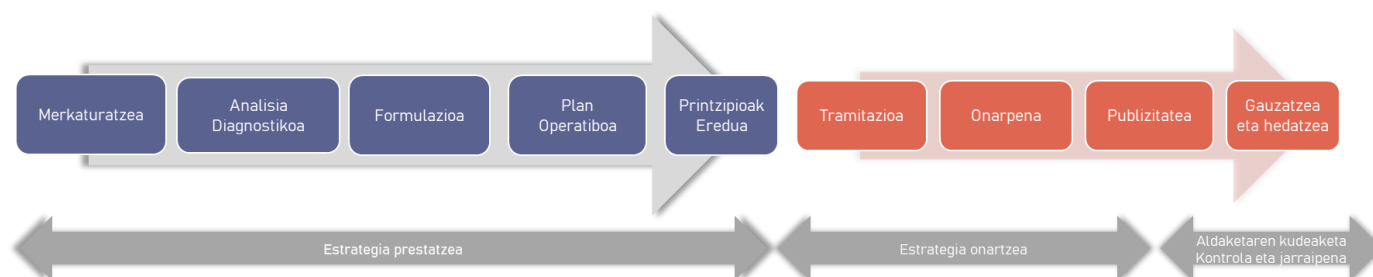 Merkaturatzea
Analisia
Diagnostikoa
Formulazioa
Plan
Operatiboa
Printzipioak
Eredua
Tramitazioa
Onarpena
Publizitatea
Gauzatzea
eta hedatzea
Estrategia prestatzea
Estrategia onartzea
Aldaketaren kudeaketa
Kontrola eta jarraipena